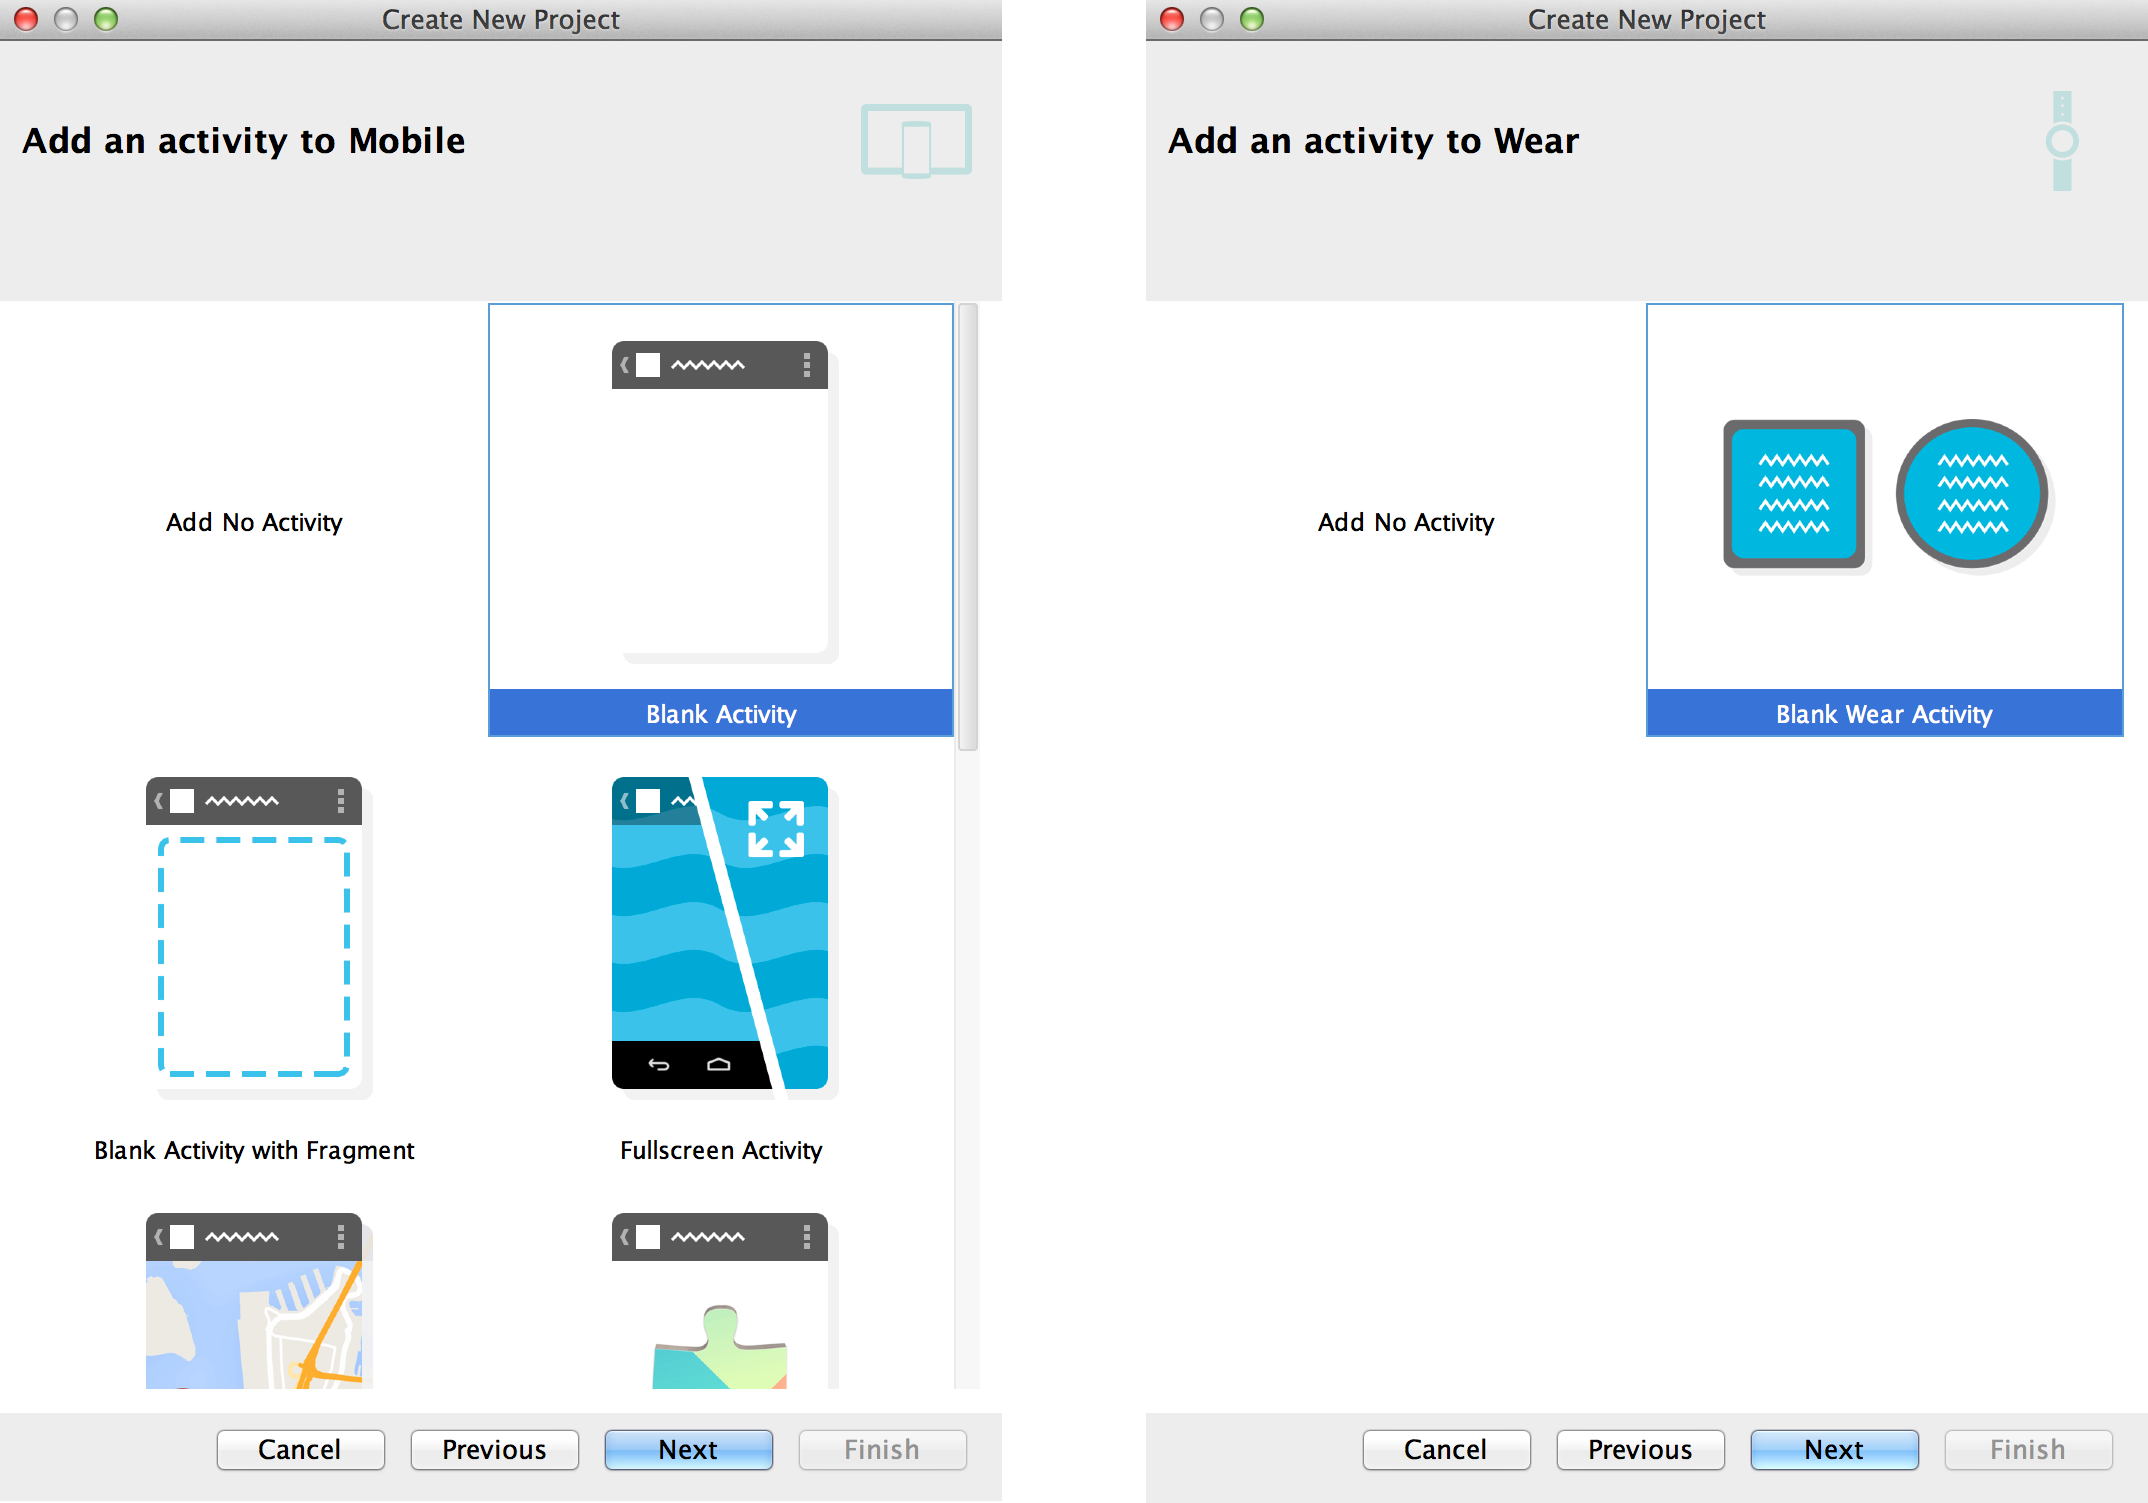 Create New Project
Add an activity to Mobile
Add No Activity
Blank Activity
Blank Activity with Fragment
Fullscreen Activity
Cancel
Previous
Next
Finish
Create New Project
Add an activity to Wear
Add No Activity
Blank Wear Activity
Cancel
Previous
Next
Finish